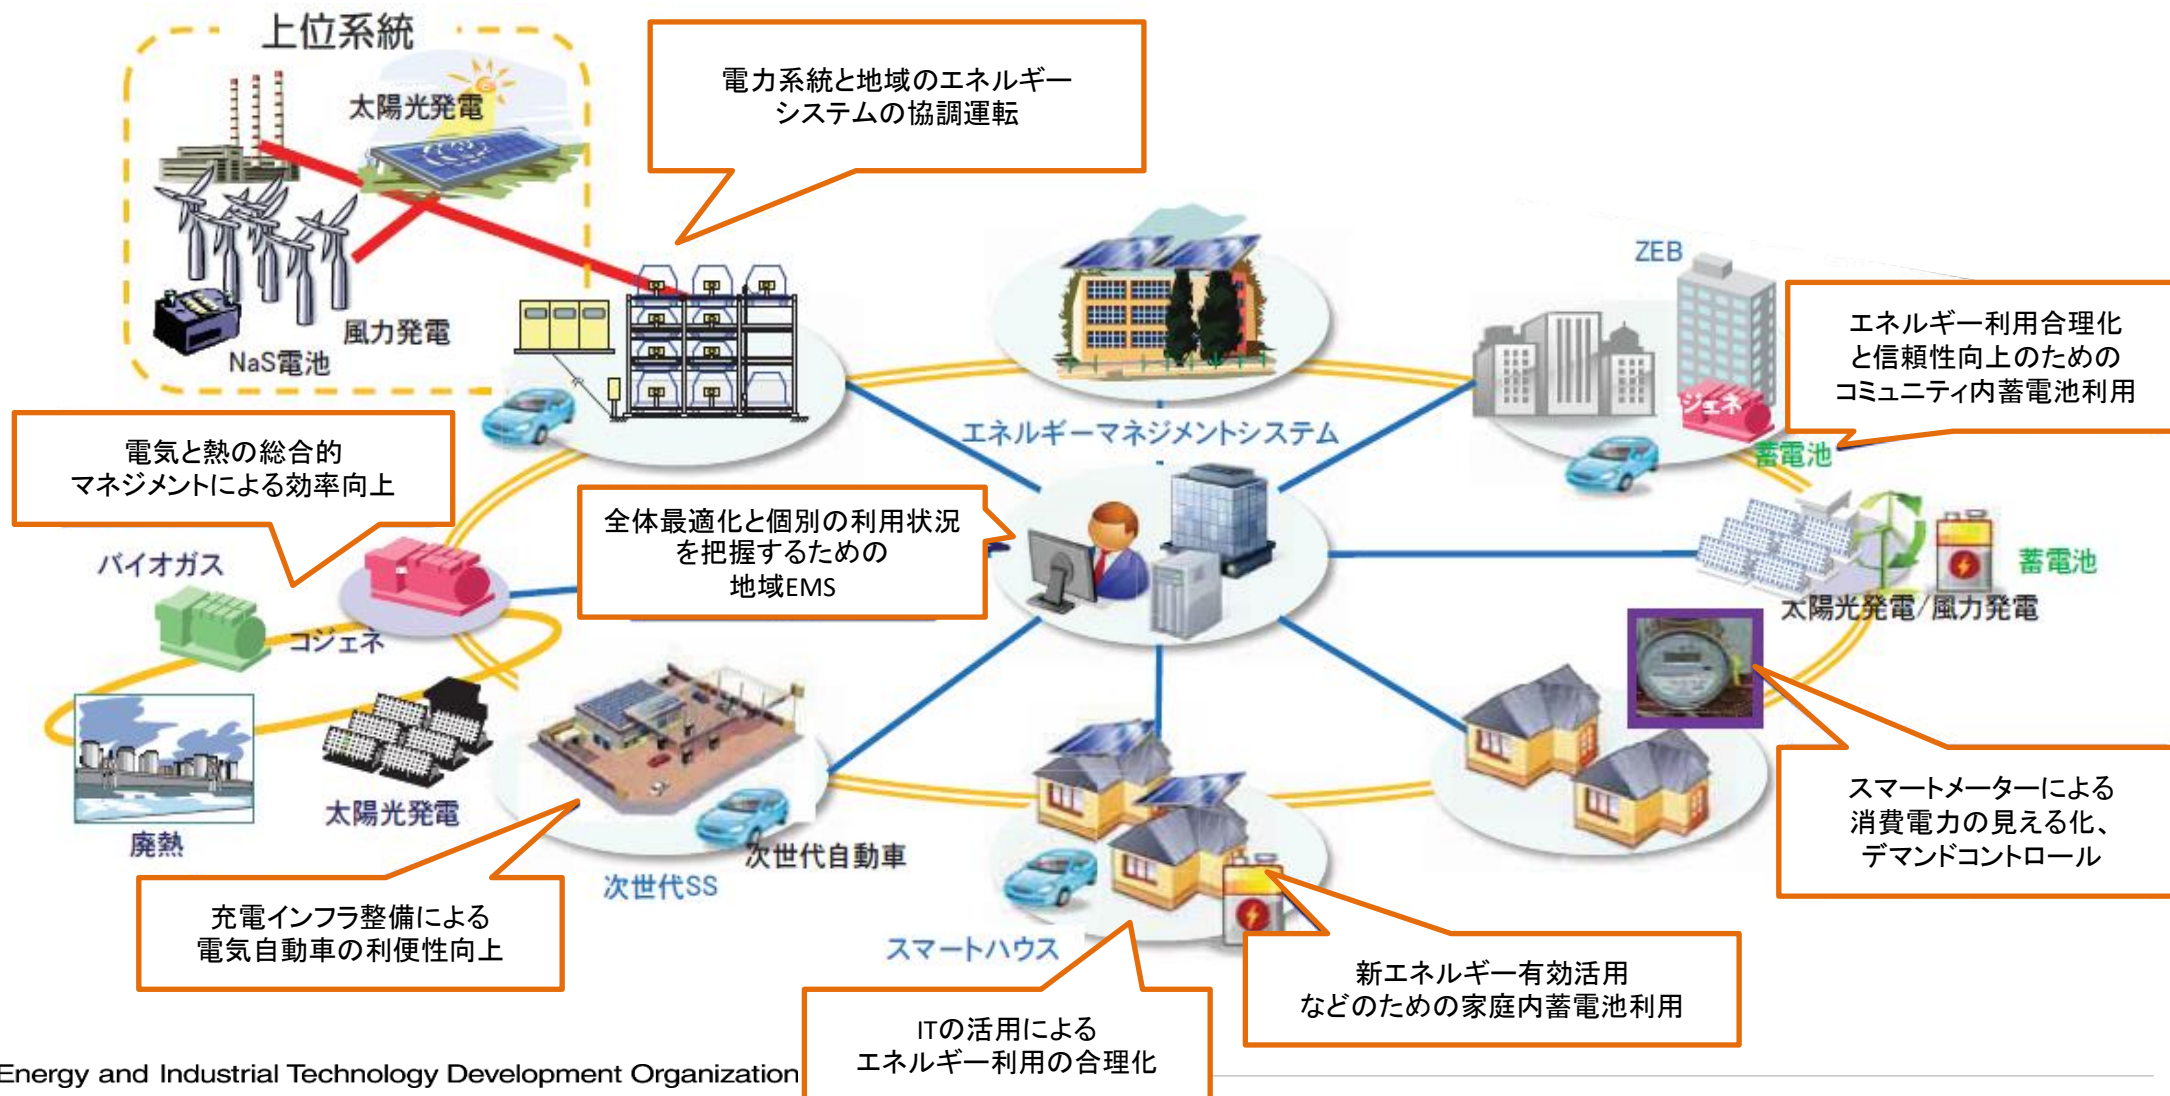 上位系統
太陽光発電
風力発電
NaS電池
電力系統と地域のエネルギー
システムの協調運転
ZEB
エネルギー利用合理化
と信頼性向上のための
コミュニティ内蓄電池利用
ジェネ
蓄電池
エネルギーマネジメントシステム
電気と熱の総合的
マネジメントによる効率向上
全体最適化と個別の利用状況
を把握するための
地域EMS
バイオガス
コジェネ
蓄電池
太陽光発電/風力発電
廃熱
太陽光発電
次世代自動車
次世代SS
スマートメーターによる
消費電力の見える化、
デマンドコントロール
充電インフラ整備による
電気自動車の利便性向上
スマートハウス
新エネルギー有効活用
などのための家庭内蓄電池利用
ITの活用による
エネルギー利用の合理化
Energy and Industrial Technology Development Organization